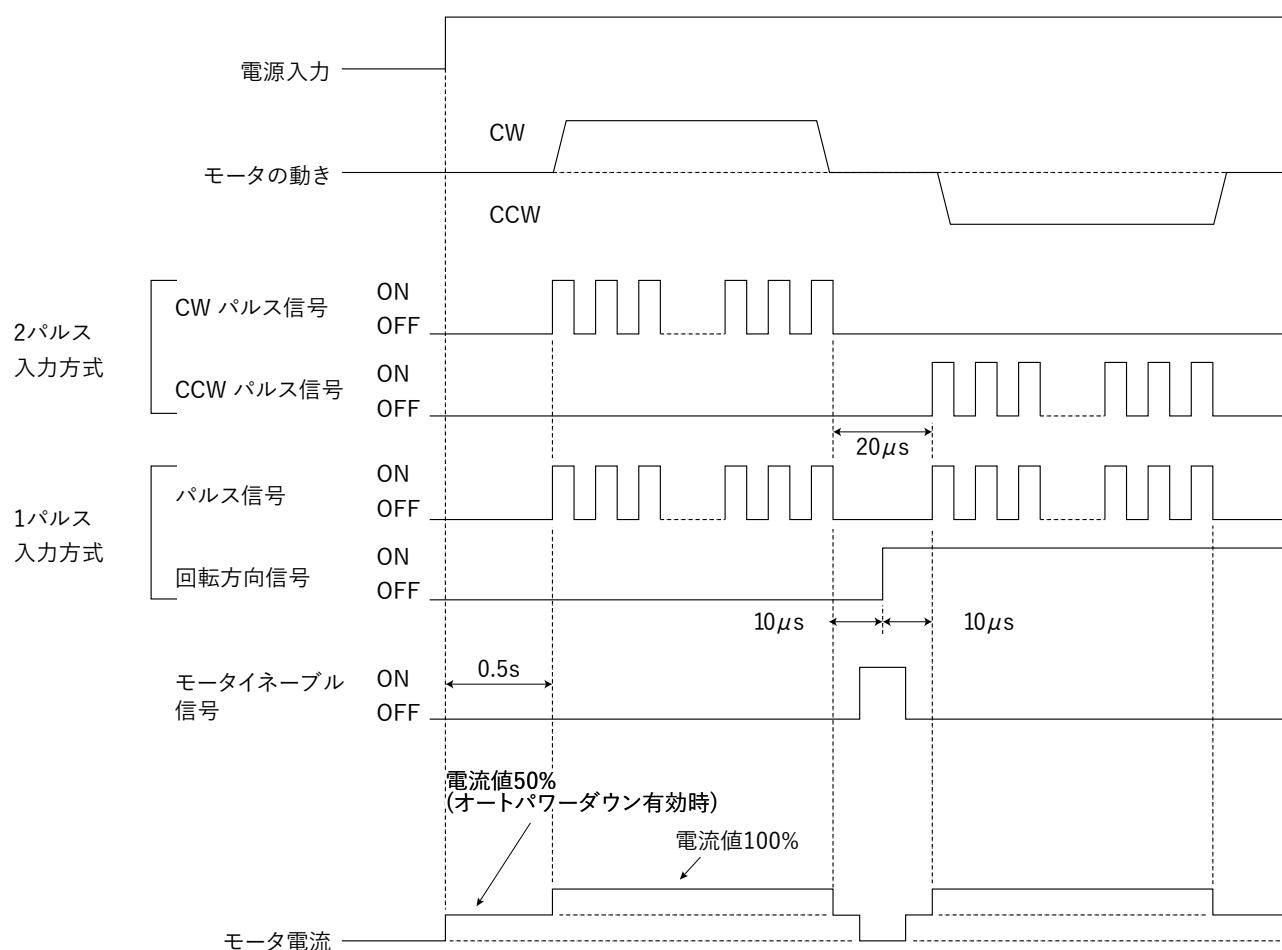 電源入力
CW
モータの動き
CCW
2パルス
入力方式
CW パルス信号
ON
OFF
CCW パルス信号
ON
OFF
20μs
1パルス
入力方式
パルス信号
ON
OFF
回転方向信号
ON
OFF
10μs
10μs
モータイネーブル
信号
ON
OFF
0.5s
電流値50%
(オートパワーダウン有効時)
電流値100%
モータ電流